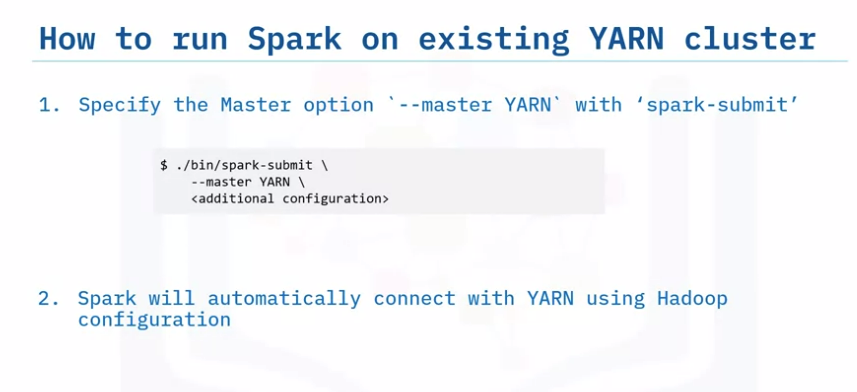 How to run Spark on existing YARN cluster
1. Specify the Master option `--master YARN` with ‘spark-submit’
$ ./bin/spark-submit \
--master YARN \
<additional configuration>
2. Spark will automatically connect with YARN using Hadoop
configuration